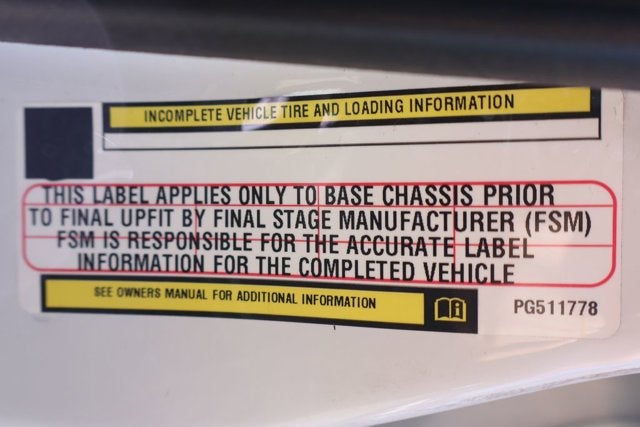 INCOMPLETE VEHICLE TIRE AND LOADING INFORMATION
THIS LABEL APPLIES ONLY TO BASE CHASSIS PRIOR
TO FINAL UPFIT BY FINAL STAGE MANUFACTURER (FSM)
FSM IS RESPONSIBLE FOR THE ACCURATE LABEL
INFORMATION FOR THE COMPLETED VEHICLE
SEE OWNERS MANUAL FOR ADDITIONAL INFORMATION
PG511778